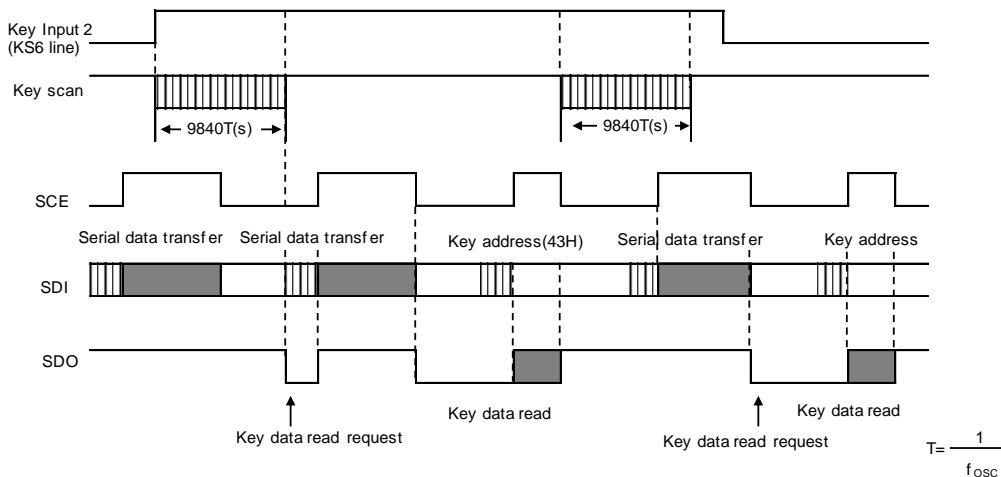 Key Input 2
(KS6 line)
Key scan
9840T(s)
9840T(s)
SCE
Serial data transfer
Serial data transfer
Key address(43H)
Serial data transfer
Key address
SDI
SDO
Key data read
Key data read
Key data read request
Key data read request
T= 1
fOSC